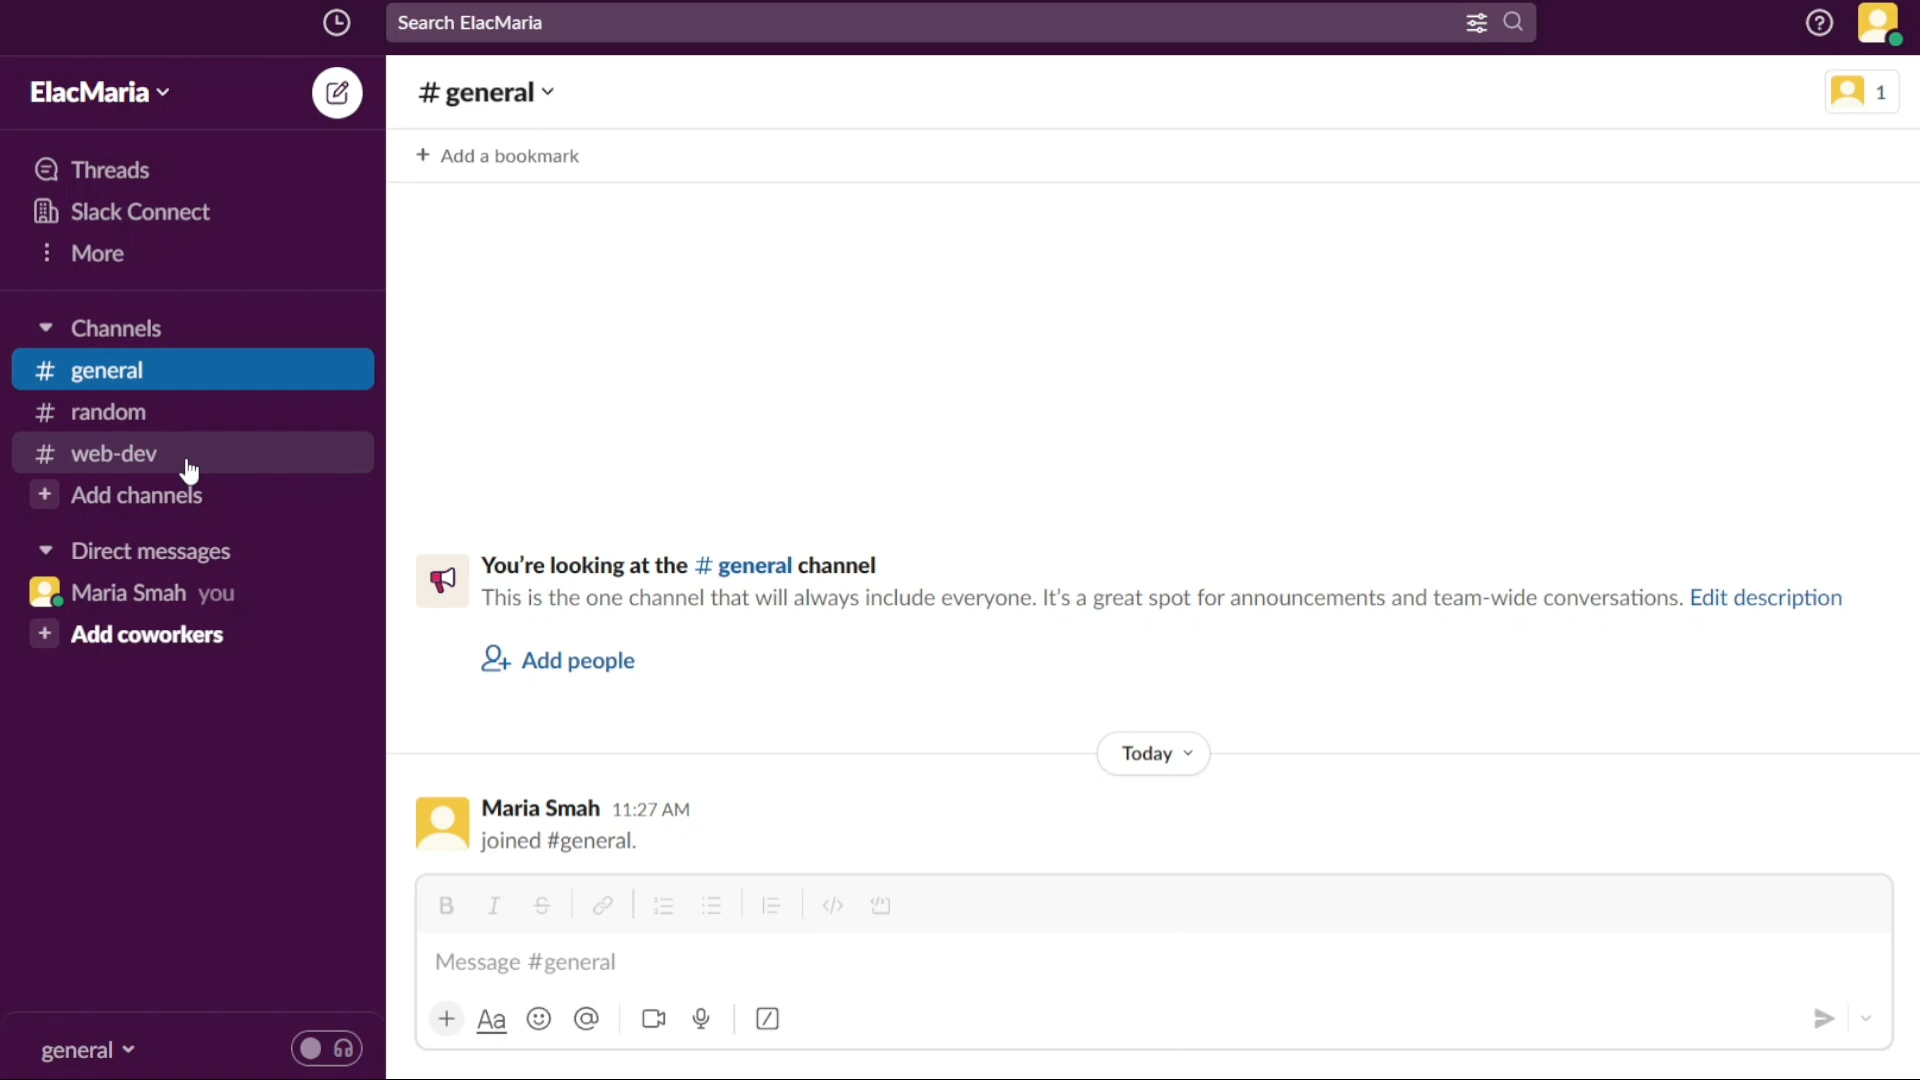 Search ElacMaria
ElacMaria
Threads
Slack Connect
More
Channels
# general
# random
# web-dev
+ Add channels
Direct messages
Maria Smah you
+ Add coworkers
general
# general
1
+ Add a bookmark
You're looking at the # general channel
This is the one channel that will always include everyone. It's a great spot for announcements and team-wide conversations. Edit description
Add people
Today
Maria Smah 11:27 AM
joined #general.
B I S
Message #general
+ Aa @